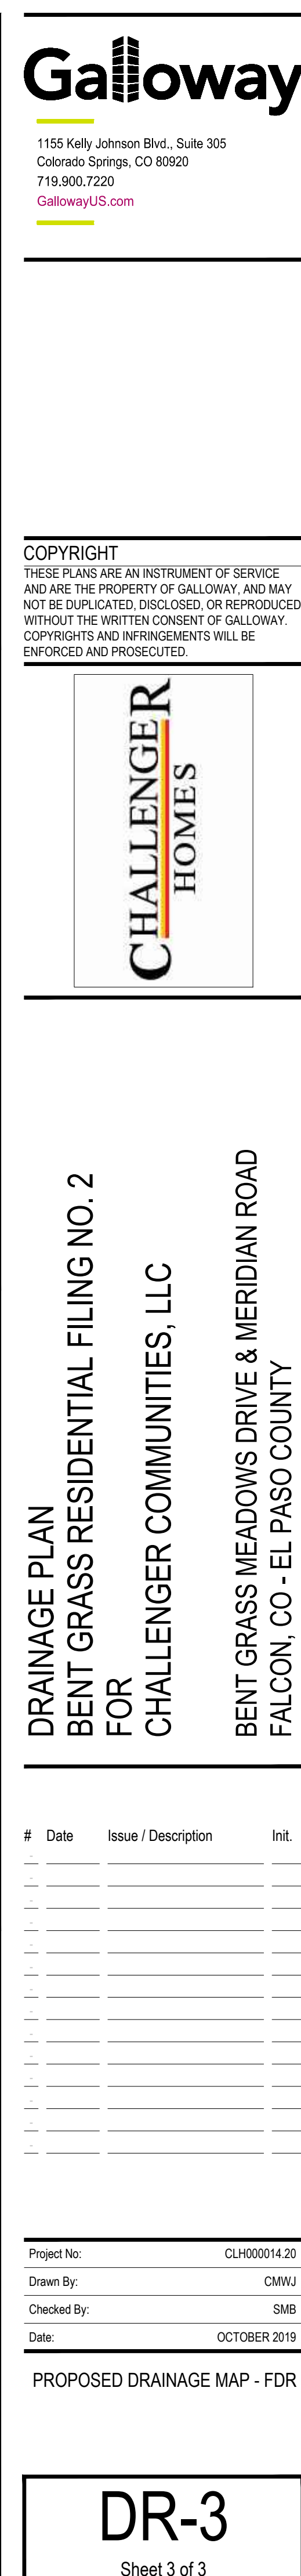 Galloway
1155 Kelly Johnson Blvd., Suite 305
Colorado Springs, CO 80920
719.900.7220
GallowayUS.com
COPYRIGHT
THESE PLANS ARE AN INSTRUMENT OF SERVICE
AND ARE THE PROPERTY OF GALLOWAY, AND MAY
NOT BE DUPLICATED, DISCLOSED, OR REPRODUCED
WITHOUT THE WRITTEN CONSENT OF GALLOWAY.
COPYRIGHTS AND INFRINGEMENTS WILL BE
ENFORCED AND PROSECUTED.
CHALLENGER
HOMES
DRAINAGE PLAN
BENT GRASS RESIDENTIAL FILING NO. 2
FOR
CHALLENGER COMMUNITIES, LLC
BENT GRASS MEADOWS DRIVE & MERIDIAN ROAD
FALCON, CO - EL PASO COUNTY
# Date Issue / Description Init.
-
-
-
-
-
-
-
-
-
-
-
-
-
-
Project No: CLH000014.20
Drawn By: CMWJ
Checked By: SMB
Date: OCTOBER 2019
PROPOSED DRAINAGE MAP - FDR
DR-3
Sheet 3 of 3